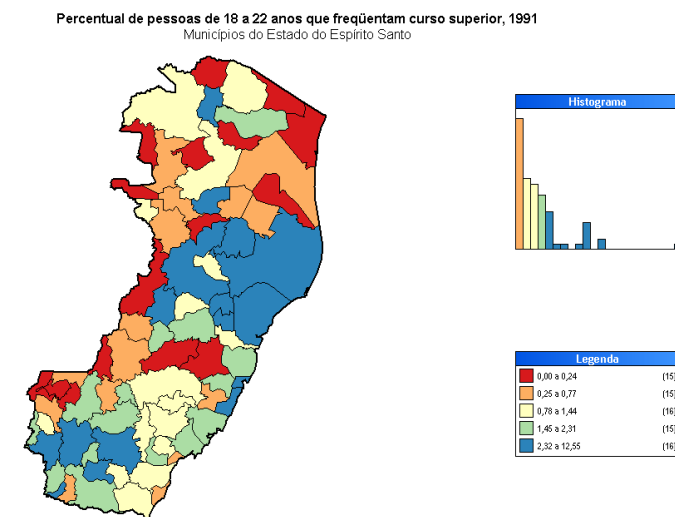 Percentual de pessoas de 18 a 22 anos que freqüentam curso superior, 1991
Municípios do Estado do Espírito Santo
Histograma
Legenda
0,00 a 0,24 (15)
0,25 a 0,77 (15)
0,78 a 1,44 (16)
1,45 a 2,31 (15)
2,32 a 12,55 (16)